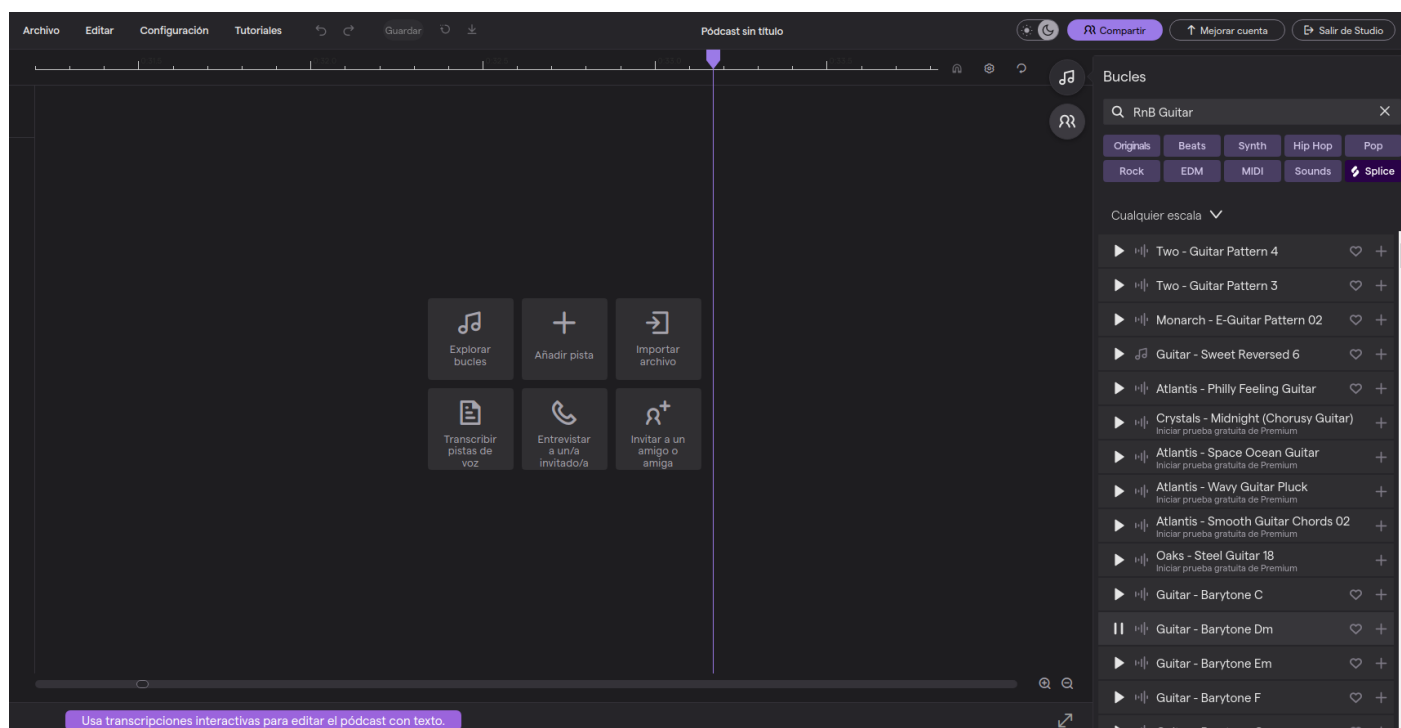 Archivo Editar Configuración Tutoriales Guardar Pódcast sin título Compartir Mejorar cuenta Salir de Studio
Bucles
RnB Guitar
Originals Beats Synth Hip Hop Pop
Rock EDM MIDI Sounds Splice
Cualquier escala
Two - Guitar Pattern 4
Two - Guitar Pattern 3
Monarch - E-Guitar Pattern 02
Guitar - Sweet Reversed 6
Atlantis - Philly Feeling Guitar
Crystals - Midnight (Chorusy Guitar)
Iniciar prueba gratuita de Premium
Atlantis - Space Ocean Guitar
Iniciar prueba gratuita de Premium
Atlantis - Wavy Guitar Pluck
Iniciar prueba gratuita de Premium
Atlantis - Smooth Guitar Chords 02
Iniciar prueba gratuita de Premium
Oaks - Steel Guitar 18
Iniciar prueba gratuita de Premium
Guitar - Barytone C
Guitar - Barytone Dm
Guitar - Barytone Em
Guitar - Barytone F
Explorar
bucles
Añadir pista
Importar
archivo
Transcribir
pistas de
voz
Entrevistar
a un/a
invitado/a
Invitar a un
amigo o
amiga
Usa transcripciones interactivas para editar el pódcast con texto.